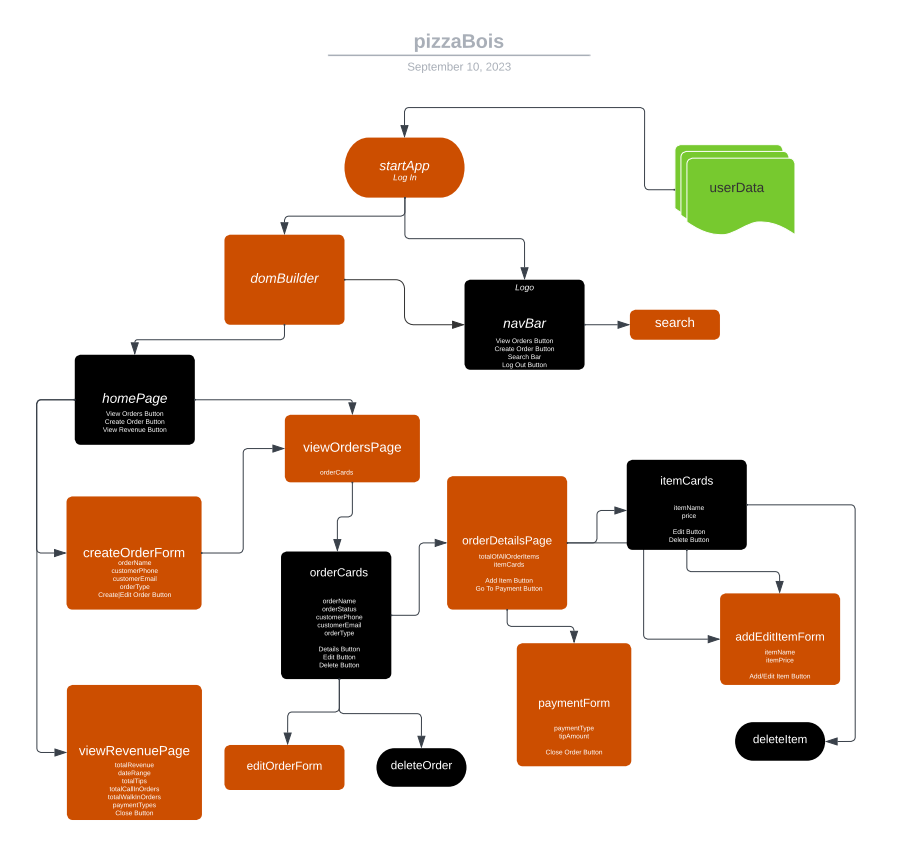 pizzaBois
September 10, 2023
startApp
Log In
userData
domBuilder
Logo
navBar
View Orders Button
Create Order Button
Search Bar
Log Out Button
search
homePage
View Orders Button
Create Order Button
View Revenue Button
viewOrdersPage
orderCards
createOrderForm
orderName
customerPhone
customerEmail
orderType
Create|Edit Order Button
orderCards
orderName
orderStatus
customerPhone
customerEmail
orderType
Details Button
Edit Button
Delete Button
orderDetailsPage
totalOfAllOrderItems
itemCards
Add Item Button
Go To Payment Button
itemCards
itemName
price
Edit Button
Delete Button
addEditItemForm
itemName
itemPrice
Add/Edit Item Button
paymentForm
paymentType
tipAmount
Close Order Button
viewRevenuePage
totalRevenue
dateRange
totalTips
totalCallInOrders
totalWalkInOrders
paymentTypes
Close Button
editOrderForm
deleteOrder
deleteItem